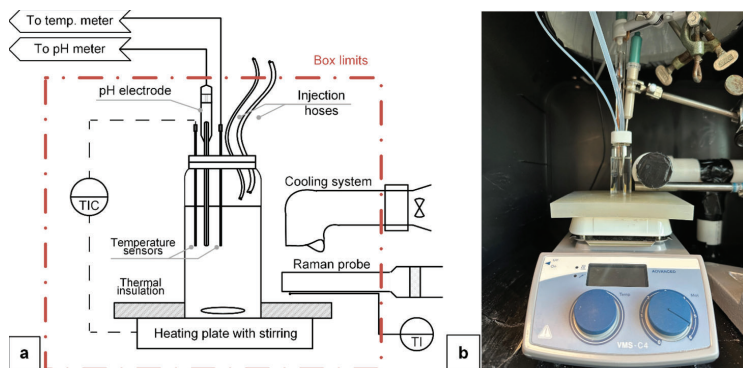 To temp. meter
To pH meter
Box limits
pH electrode
Injection
hoses
TIC
Cooling system
Temperature
sensors
Raman probe
Thermal
insulation
Heating plate with stirring
TI
a
b
ADVANCED
VMS-C4